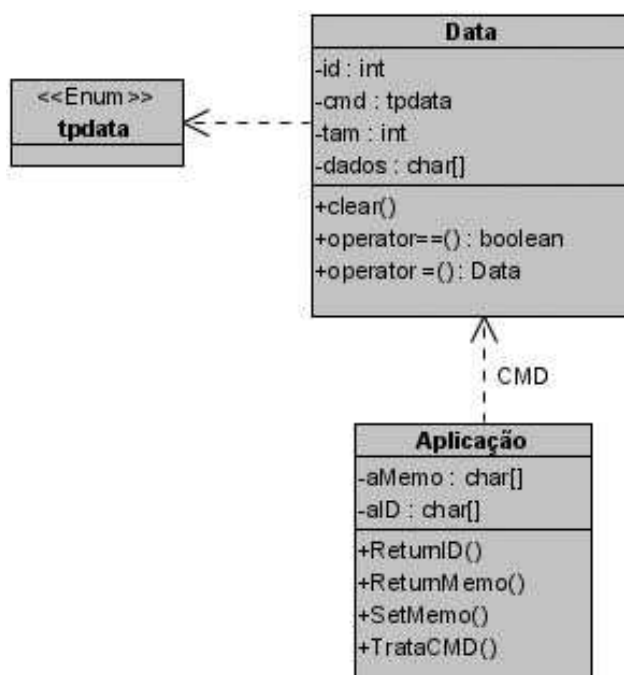 Data
-id : int
-cmd : tpdata
-tam : int
-dados : char[]
+clear()
+operator==() : boolean
+operator =() : Data
<<Enum>>
tpdata
CMD
Aplicação
-aMemo : char[]
-aID : char[]
+ReturnID()
+ReturnMemo()
+SetMemo()
+TrataCMD()